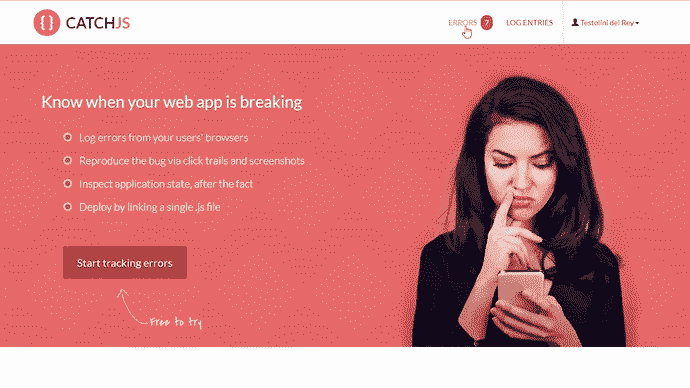 { } CATCHJS
ERRORS 7 LOG ENTRIES Testolini del Rey
Know when your web app is breaking
Log errors from your users' browsers
Reproduce the bug via click trails and screenshots
Inspect application state, after the fact
Deploy by linking a single .js file
Start tracking errors
Free to try